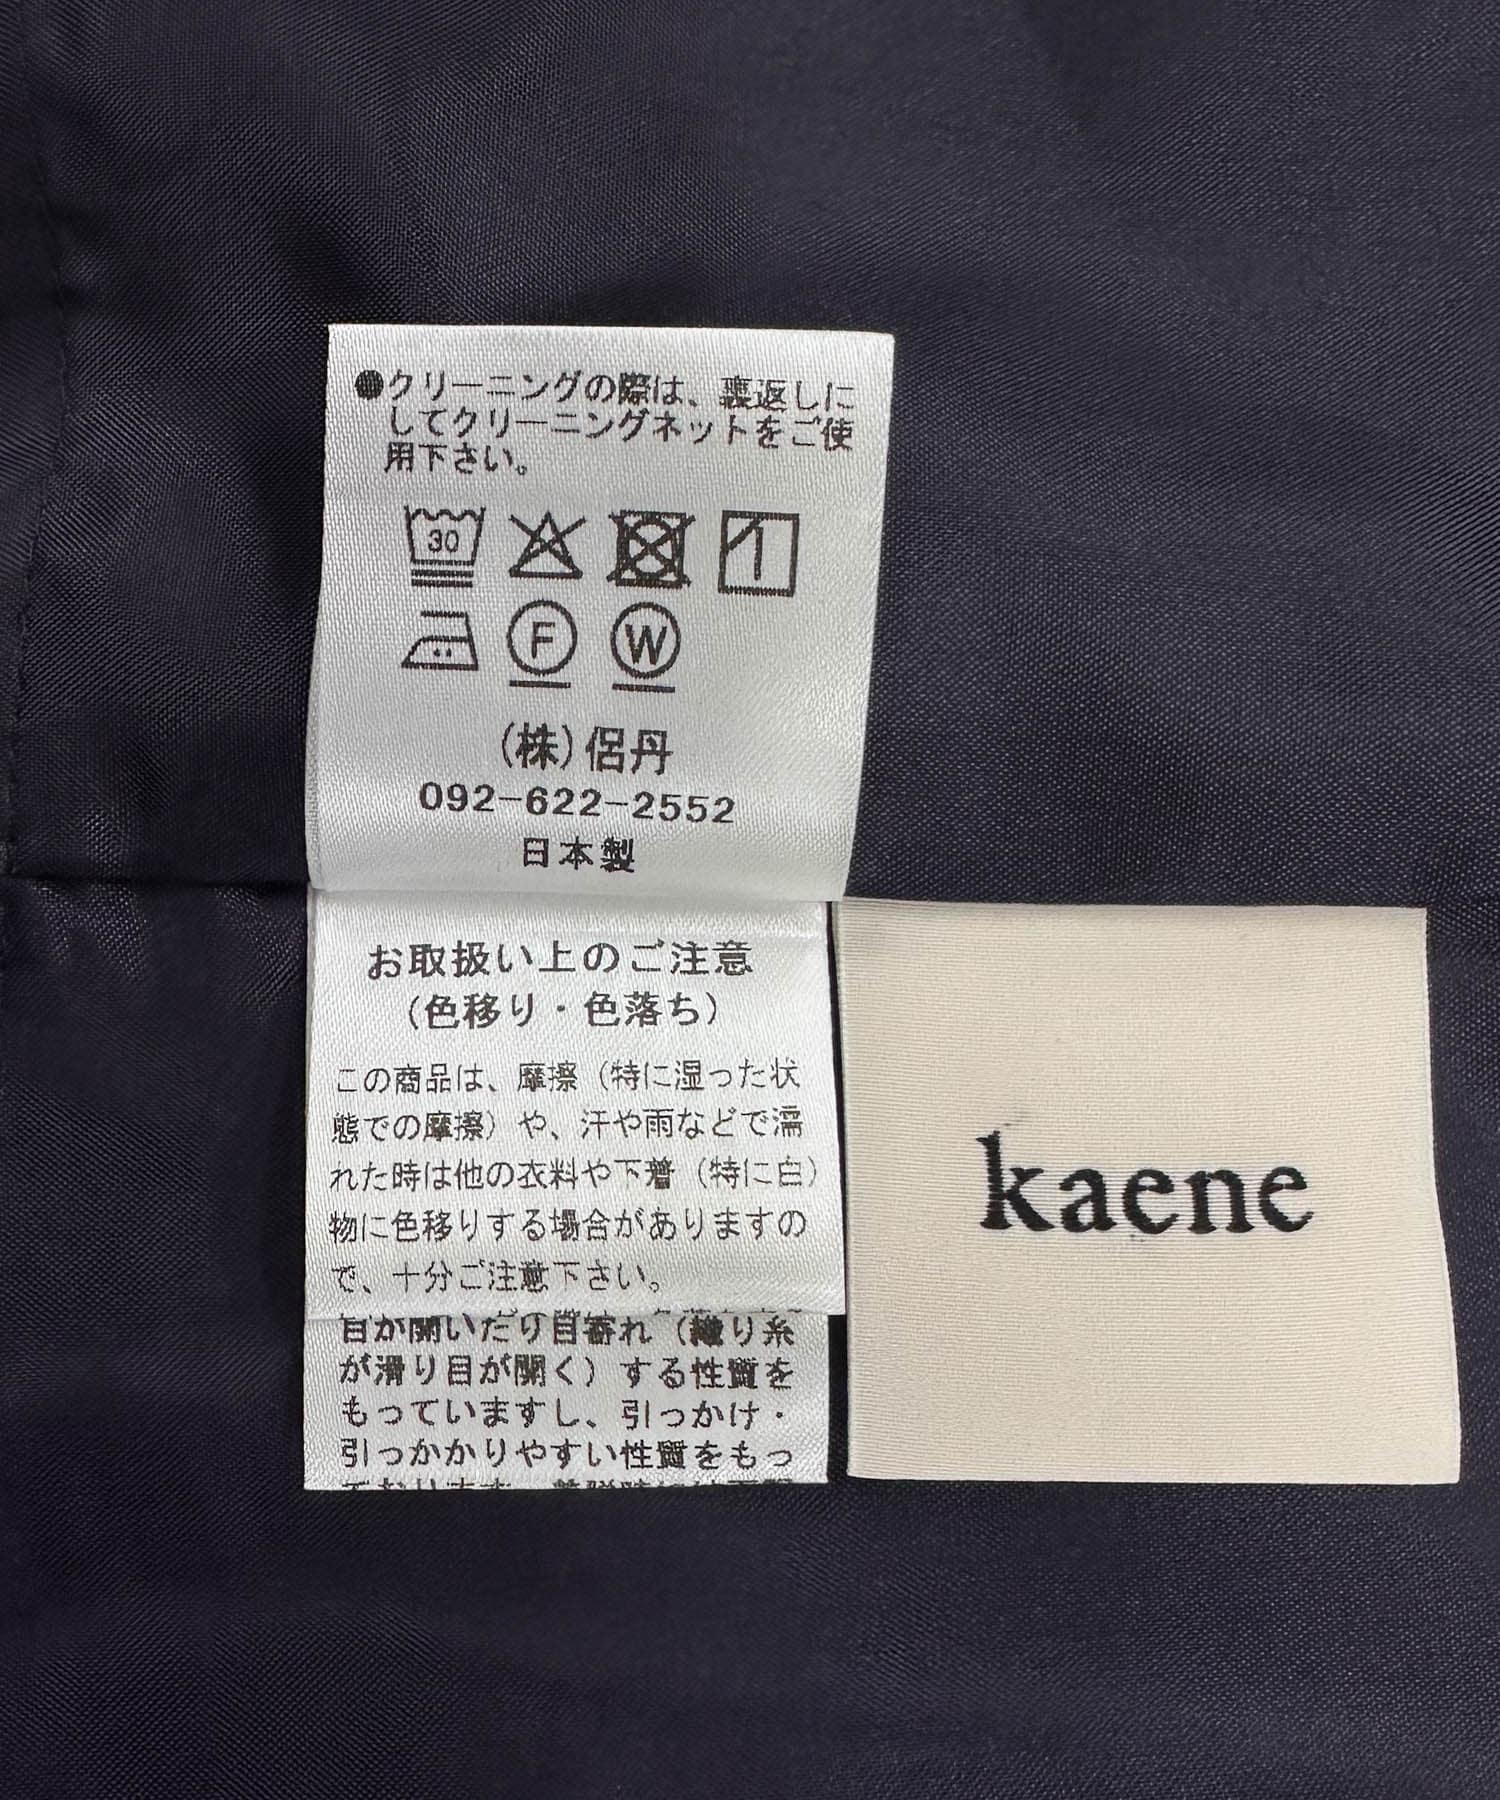 ●クリーニングの際は、裏返しに
してクリーニングネットをご使
用下さい。
30
F W
(株)侶丹
092-622-2552
日本製
お取扱い上のご注意
(色移り・色落ち)
この商品は、摩擦(特に湿った状
態での摩擦)や、汗や雨などで濡
れた時は他の衣料や下着(特に白)
物に色移りする場合がありますの
で、十分ご注意下さい。
目が開いたり目寄れ(織り糸
が滑り目が開く)する性質を
もっていますし、引っかけ・
引っかかりやすい性質をもっ
kaene